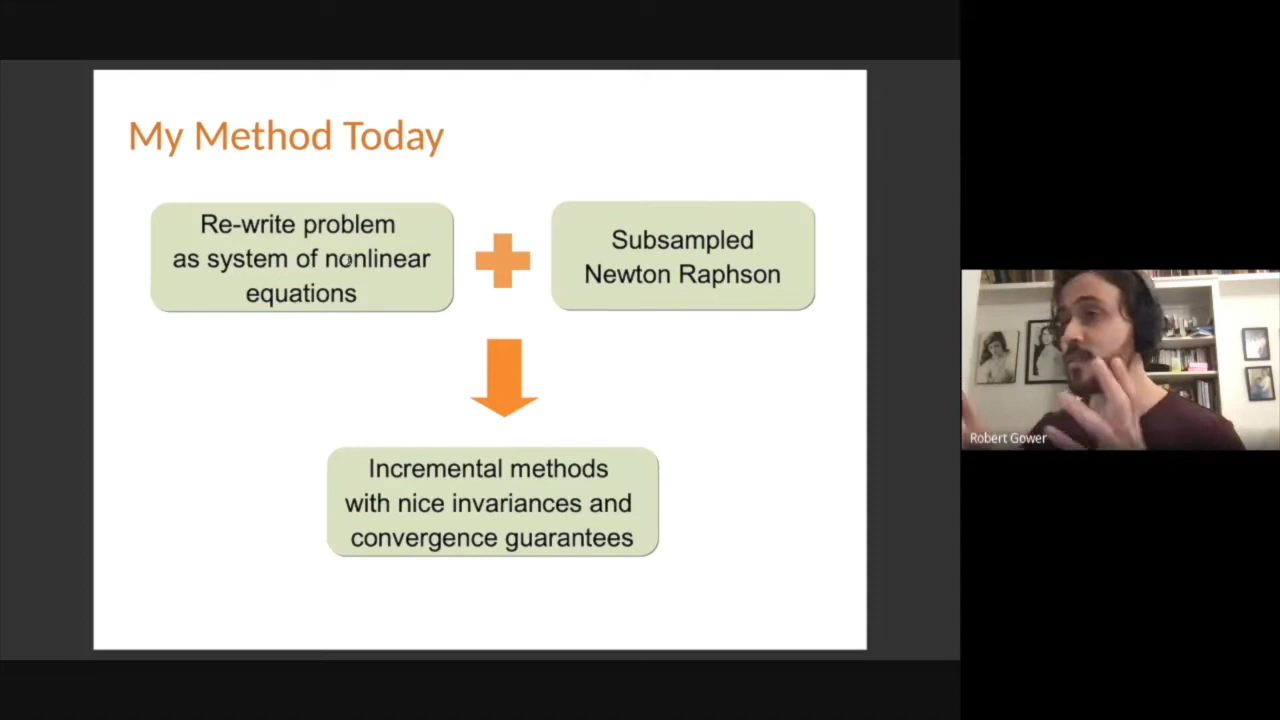 My Method Today
Re-write problem
as system of nonlinear
equations
Subsampled
Newton Raphson
Incremental methods
with nice invariances and
convergence guarantees
Robert Gower